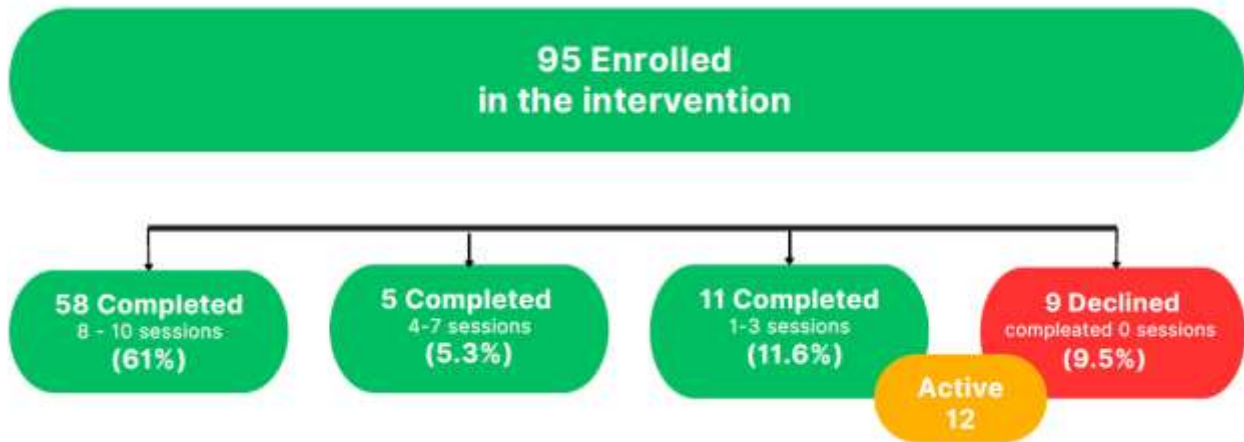 95 Enrolled
in the intervention
58 Completed
8 - 10 sessions
(61%)
5 Completed
4-7 sessions
(5.3%)
11 Completed
1-3 sessions
(11.6%)
9 Declined
compleated 0 sessions
(9.5%)
Active
12